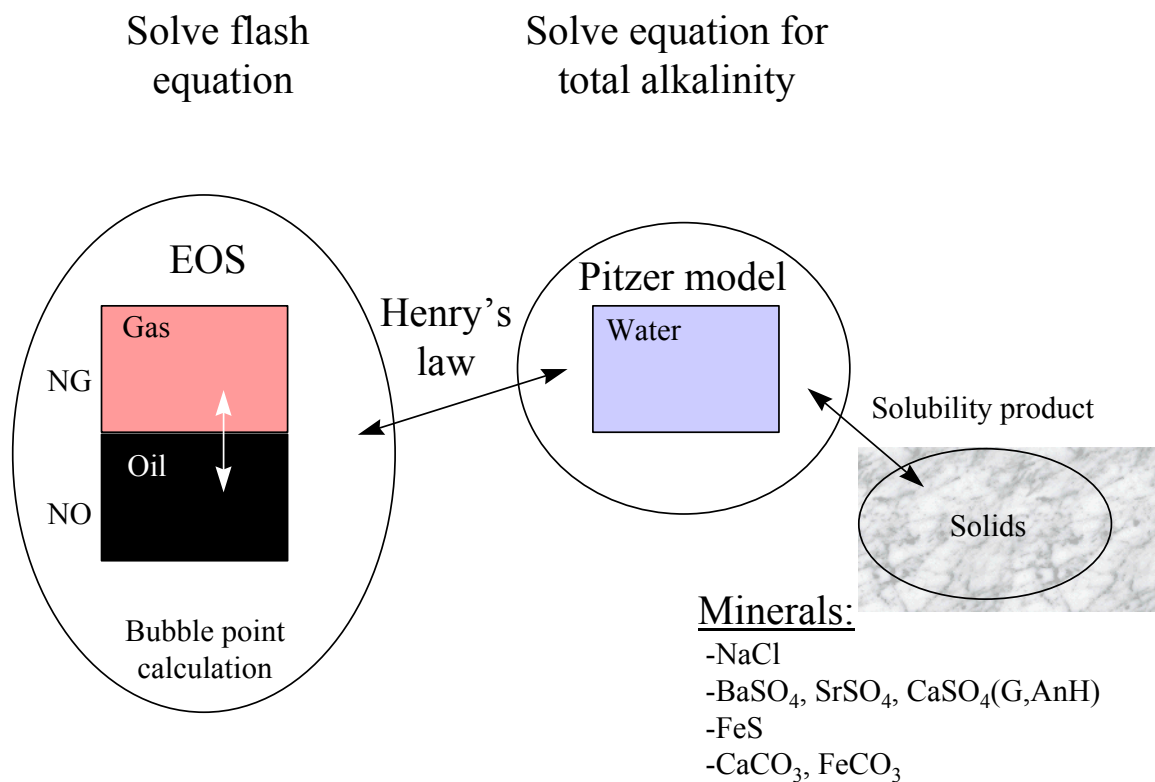 Solve flash
equation
Solve equation for
total alkalinity
EOS
Gas
NG
Oil
NO
Bubble point
calculation
Henry’s
law
Pitzer model
Water
Solubility product
Solids
Minerals:
-NaCl
-BaSO₄, SrSO₄, CaSO₄(G,AnH)
-FeS
-CaCO₃, FeCO₃